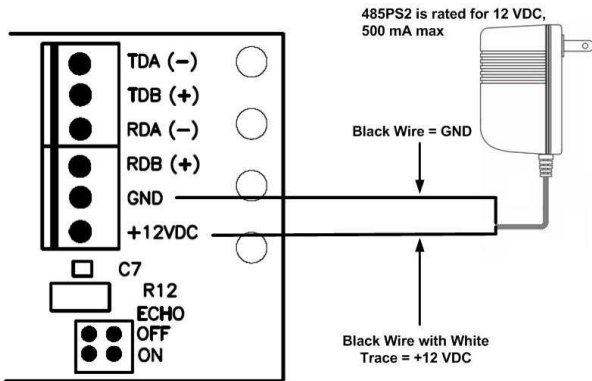 485PS2 is rated for 12 VDC,
500 mA max
TDA (-)
TDB (+)
RDA (-)
RDB (+)
GND
+12VDC
Black Wire = GND
C7
R12
ECHO
OFF
ON
Black Wire with White
Trace = +12 VDC